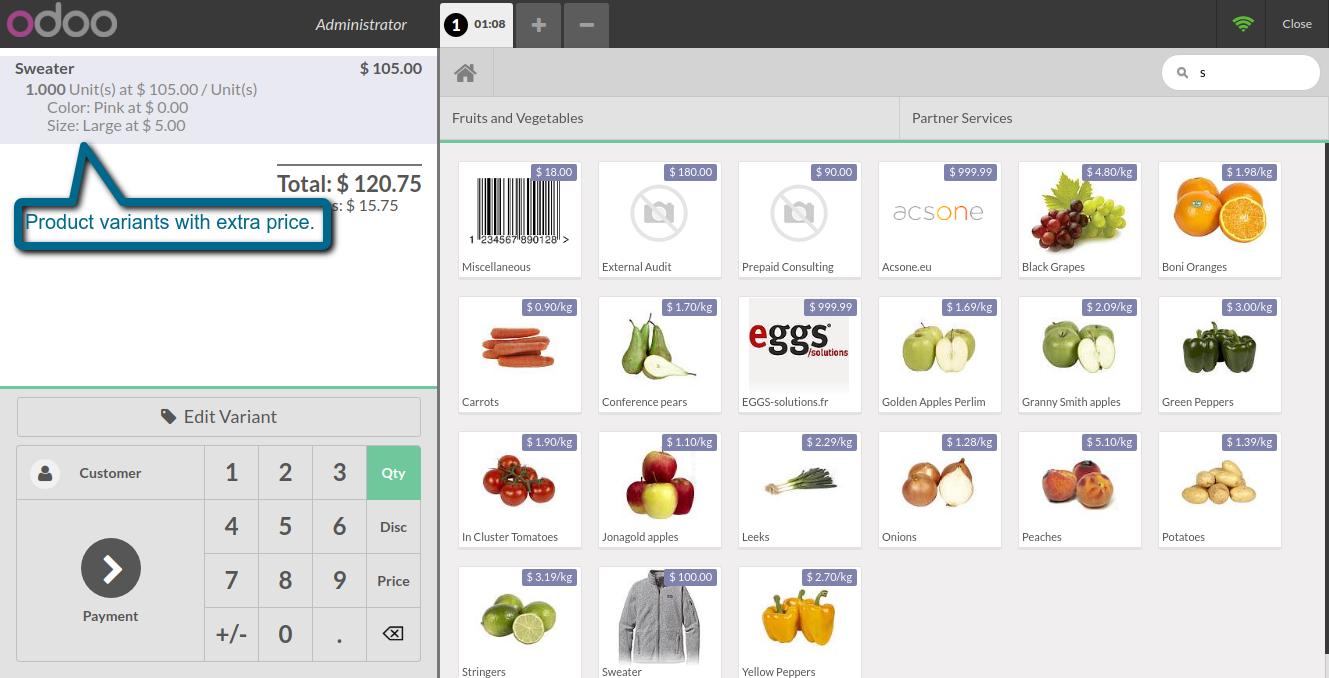 odoo
Administrator
1 01:08
+
−
Close
Sweater $ 105.00
1.000 Unit(s) at $ 105.00 / Unit(s)
Color: Pink at $ 0.00
Size: Large at $ 5.00
Total: $ 120.75
s: $ 15.75
Product variants with extra price.
s
Fruits and Vegetables
Partner Services
$ 18.00
1 234567 890128 >
Miscellaneous
$ 180.00
External Audit
$ 90.00
Prepaid Consulting
$ 999.99
acsone
Acsone.eu
$ 4.80/kg
Black Grapes
$ 1.98/kg
Boni Oranges
$ 0.90/kg
Carrots
$ 1.70/kg
Conference pears
$ 999.99
eggs
/solutions
EGGS-solutions.fr
$ 1.69/kg
Golden Apples Perlim
$ 2.09/kg
Granny Smith apples
$ 3.00/kg
Green Peppers
$ 1.90/kg
In Cluster Tomatoes
$ 1.10/kg
Jonagold apples
$ 2.29/kg
Leeks
$ 1.28/kg
Onions
$ 5.10/kg
Peaches
$ 1.39/kg
Potatoes
$ 3.19/kg
Stringers
$ 100.00
Sweater
$ 2.70/kg
Yellow Peppers
Edit Variant
Customer
1 2 3 Qty
4 5 6 Disc
7 8 9 Price
Payment
+/- 0 .